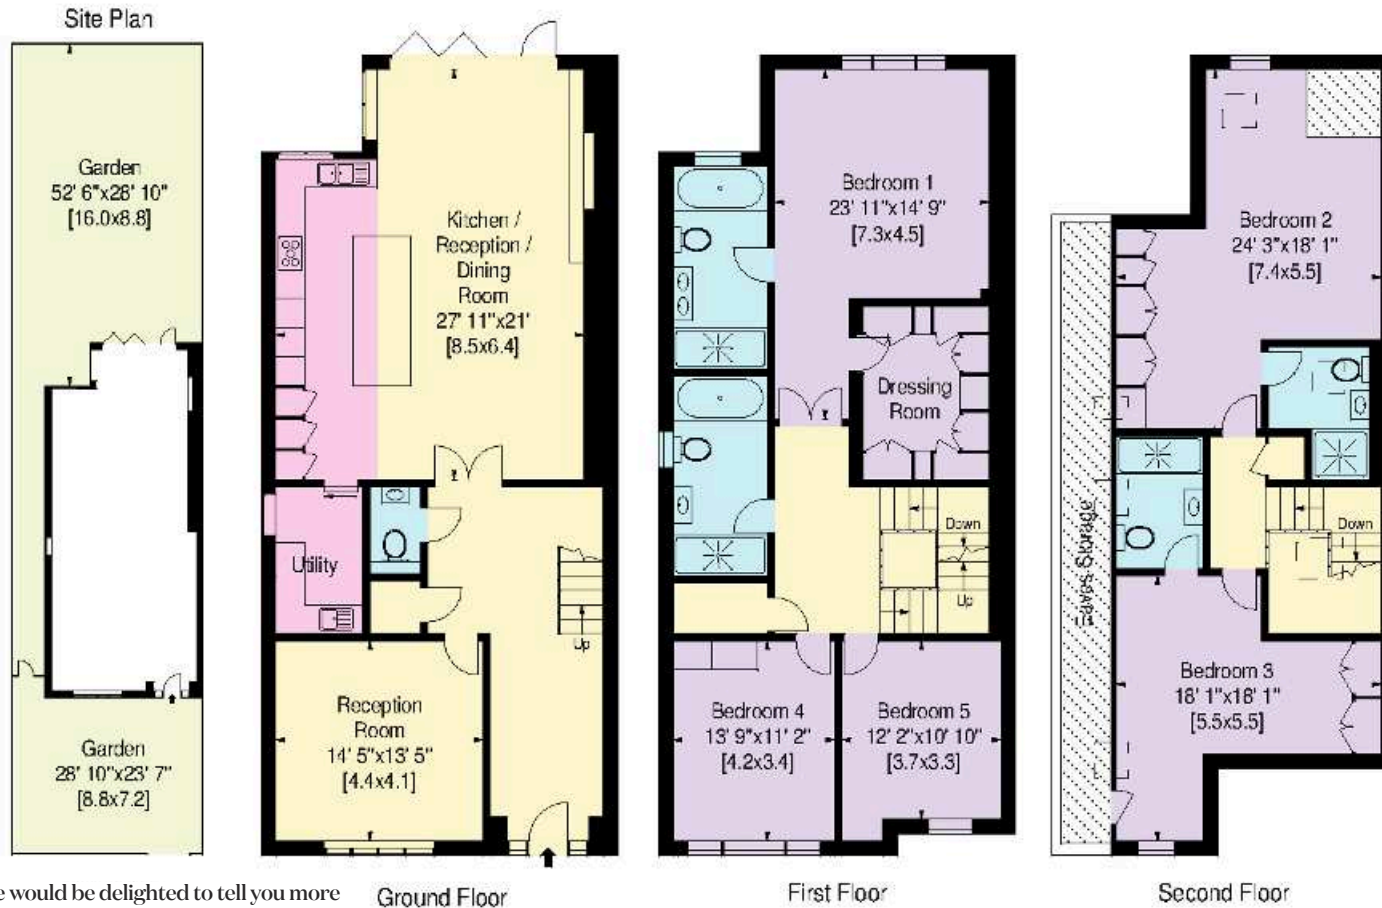 Site Plan
Garden
52' 6"x28' 10"
[16.0x8.8]
Garden
28' 10"x23' 7"
[8.8x7.2]
Kitchen /
Reception /
Dining
Room
27' 11"x21'
[8.5x6.4]
Utility
Up
Reception
Room
14' 5"x13' 5"
[4.4x4.1]
Ground Floor
Bedroom 1
23' 11"x14' 9"
[7.3x4.5]
Dressing
Room
Down
Up
Bedroom 4
13' 9"x11' 2"
[4.2x3.4]
Bedroom 5
12' 2"x10' 10"
[3.7x3.3]
First Floor
Bedroom 2
24' 3"x18' 1"
[7.4x5.5]
Eaves Storage
Down
Bedroom 3
18' 1"x18' 1"
[5.5x5.5]
Second Floor
e would be delighted to tell you more